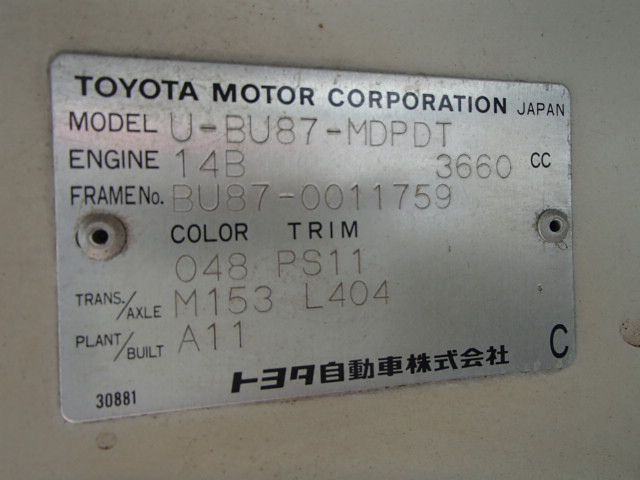 TOYOTA MOTOR CORPORATION JAPAN
MODEL U-BU87-MDPDT
ENGINE 14B 3660 CC
FRAME No. BU87-0011759
COLOR TRIM
048 PS11
TRANS./AXLE M153 L404
PLANT/BUILT A11
トヨタ自動車株式会社 C
30881